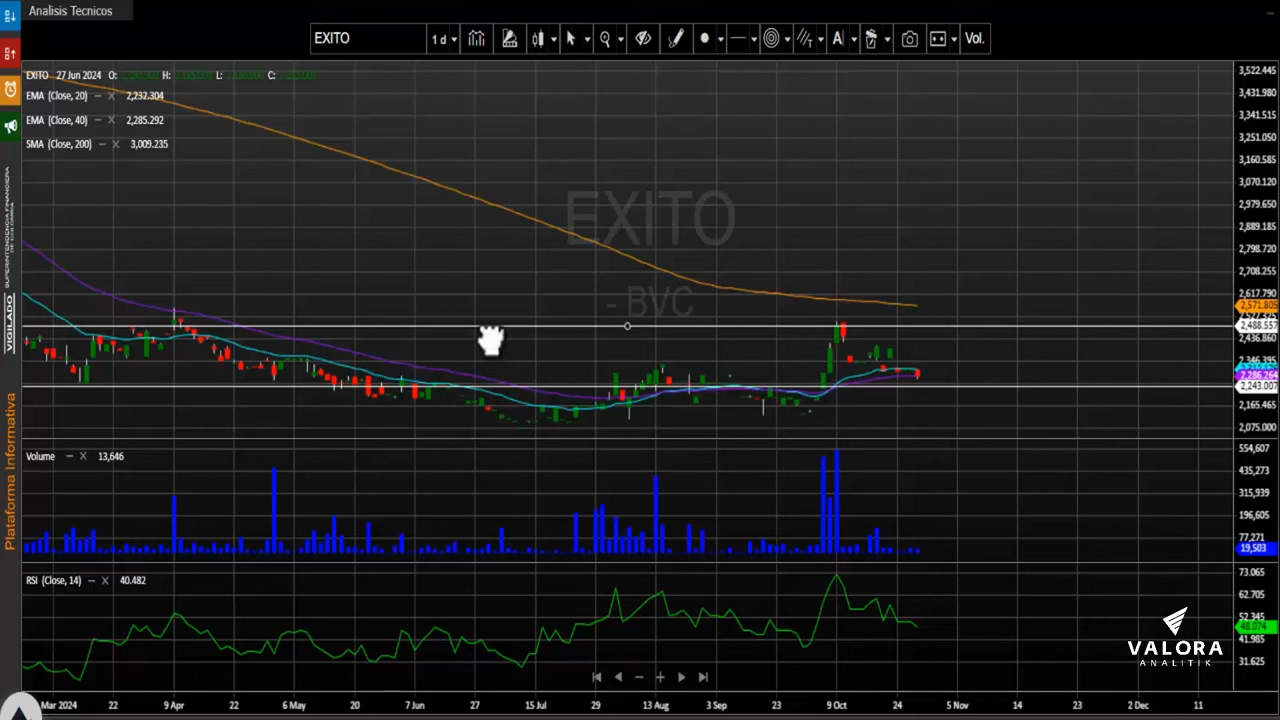 Analisis Tecnicos
EXITO
1 d
A
Vol.
EXITO 27 Jun 2024 O: H: L: C:
EMA (Close, 20) — X 2,232.304
EMA (Close, 40) — X 2,285.292
SMA (Close, 200) — X 3,009.235
EXITO
- BVC
3,522.445
3,431.980
3,341.515
3,251.050
3,160.585
3,070.120
2,979.650
2,889.185
2,798.720
2,708.255
2,617.790
2,571.805
2,488.557
2,436.860
2,346.395
2,286.264
2,243.007
2,165.465
2,075.000
Volume — X 13,646
554,607
435,273
315,939
196,605
77,271
19,503
RSI (Close, 14) — X 40.482
73.065
62.705
52.345
48.074
41.985
31.625
Mar 2024 22 9 Apr 22 6 May 20 7 Jun 27 15 Jul 29 13 Aug 3 Sep 23 9 Oct 24 5 Nov 14 23 2 Dec 11
VALORA
ANALITIK
SUPERINTENDENCIA FINANCIERA
DE COLOMBIA
VIGILADO
Plataforma Informativa